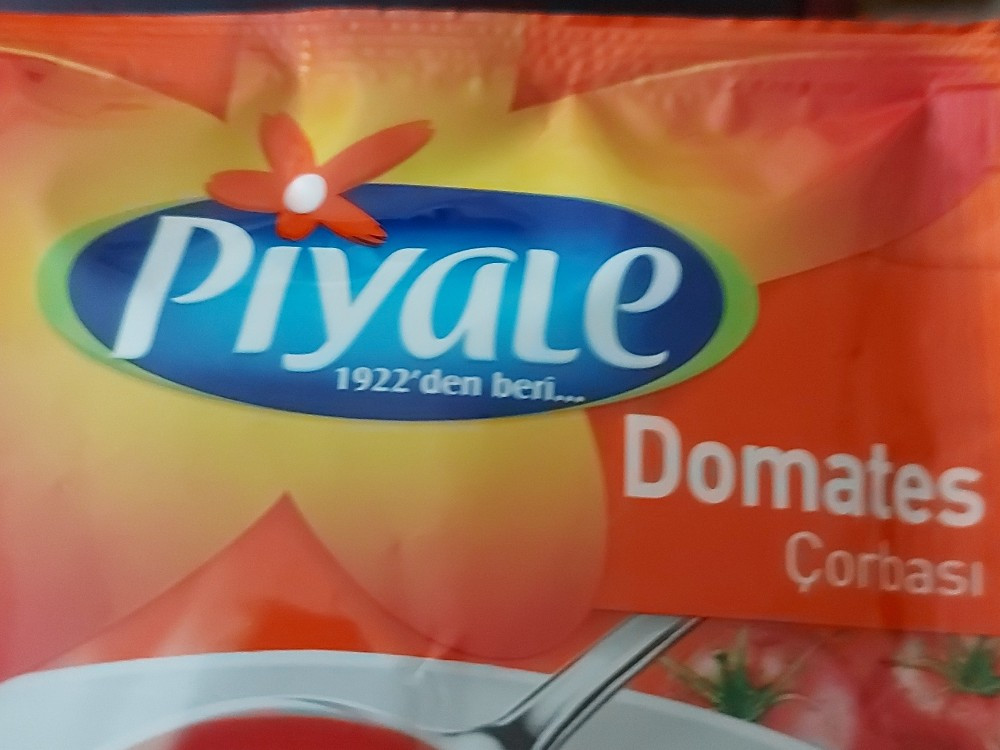 Piyale
1922'den beri...
Domates
Çorbası